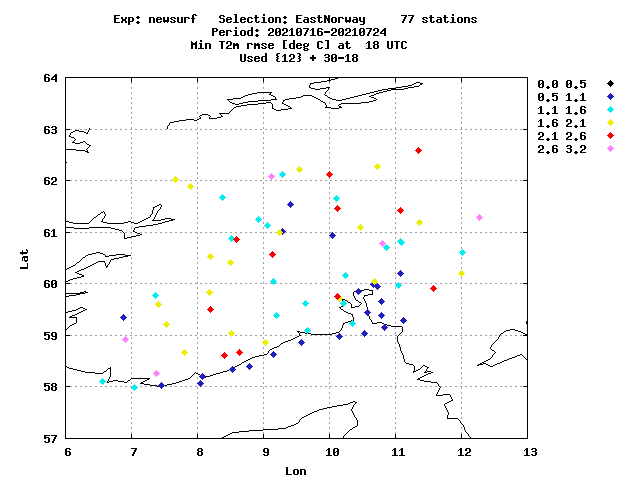 Exp: newsurf   Selection: EastNorway     77 stations
Period: 20210716-20210724
Min T2m rmse [deg C] at  18 UTC
Used {12} + 30-18
0.0 0.5
0.5 1.1
1.1 1.6
1.6 2.1
2.1 2.6
2.6 3.2
64
63
62
61
60
59
58
57
Lat
6 7 8 9 10 11 12 13
Lon